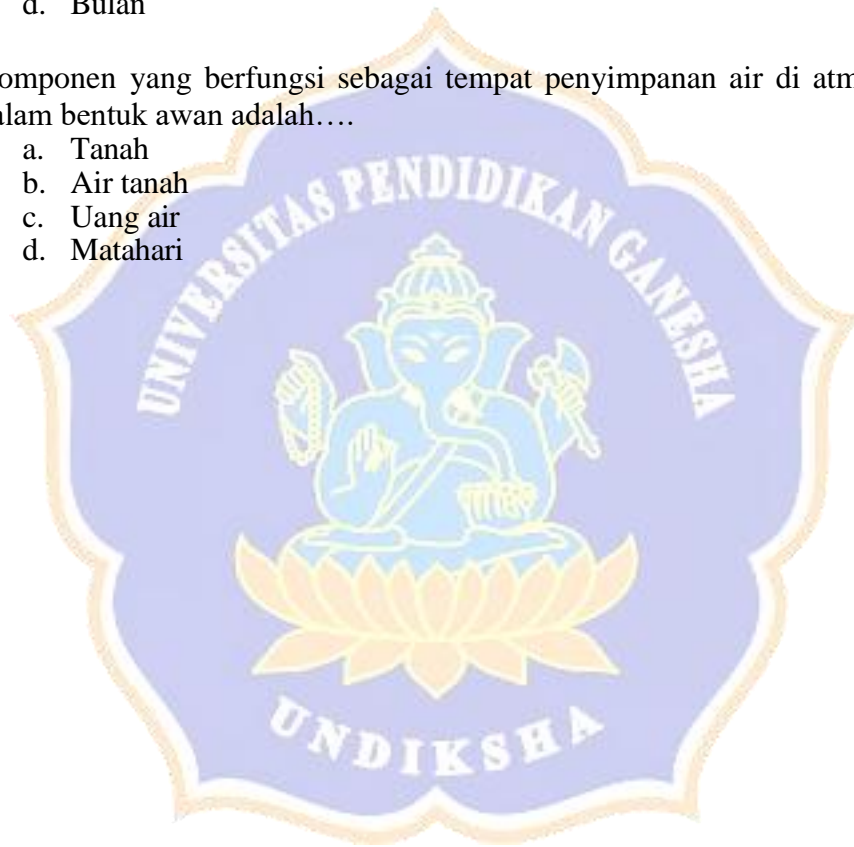 d. Bulan
omponen yang berfungsi sebagai tempat penyimpanan air di atm
alam bentuk awan adalah….
a. Tanah
b. Air tanah
c. Uang air
d. Matahari
UNIVERSITAS PENDIDIKAN GANESHA
UNDIKSHA